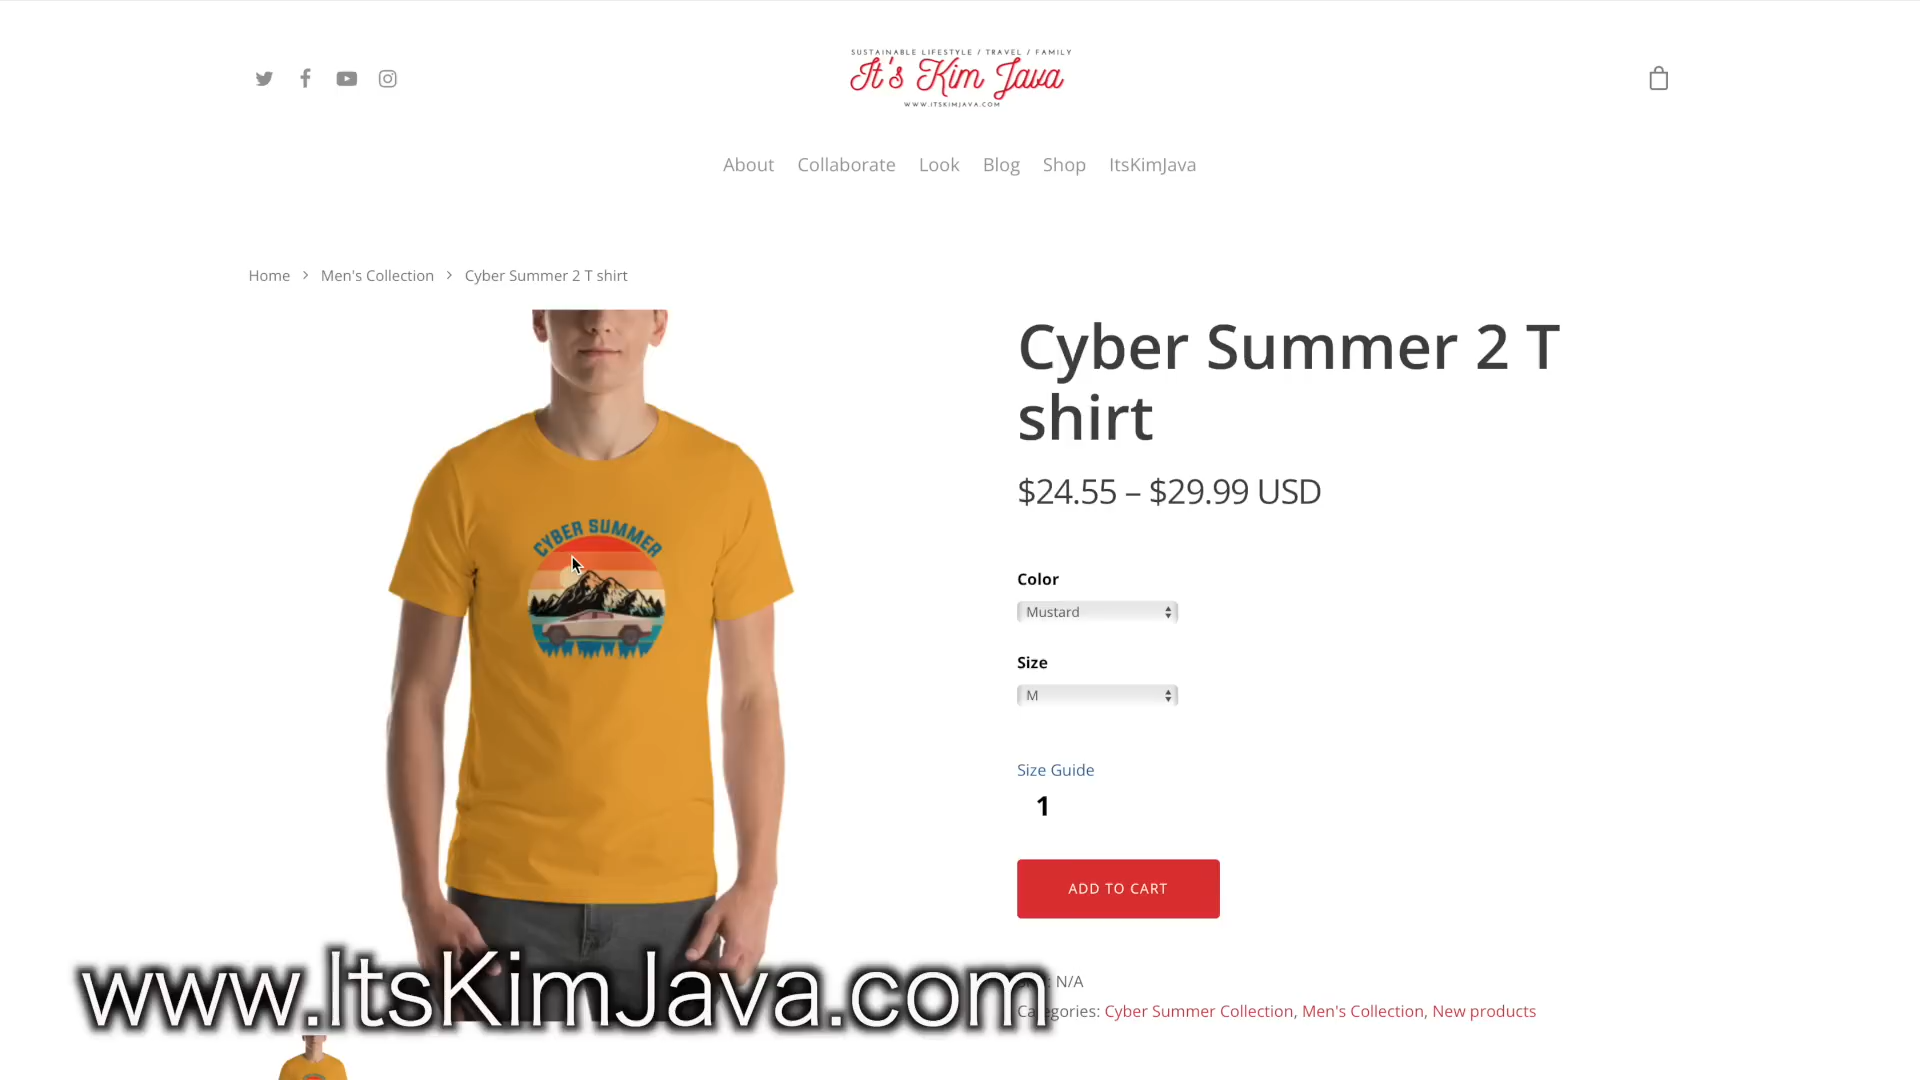 SUSTAINABLE LIFESTYLE / TRAVEL / FAMILY
It's Kim Java
WWW.ITSKIMJAVA.COM
About Collaborate Look Blog Shop ItsKimJava
Home > Men's Collection > Cyber Summer 2 T shirt
CYBER SUMMER
Cyber Summer 2 T
shirt
$24.55 – $29.99 USD
Color
Mustard
Size
M
Size Guide
1
ADD TO CART
N/A
Categories: Cyber Summer Collection, Men's Collection, New products
www.ItsKimJava.com